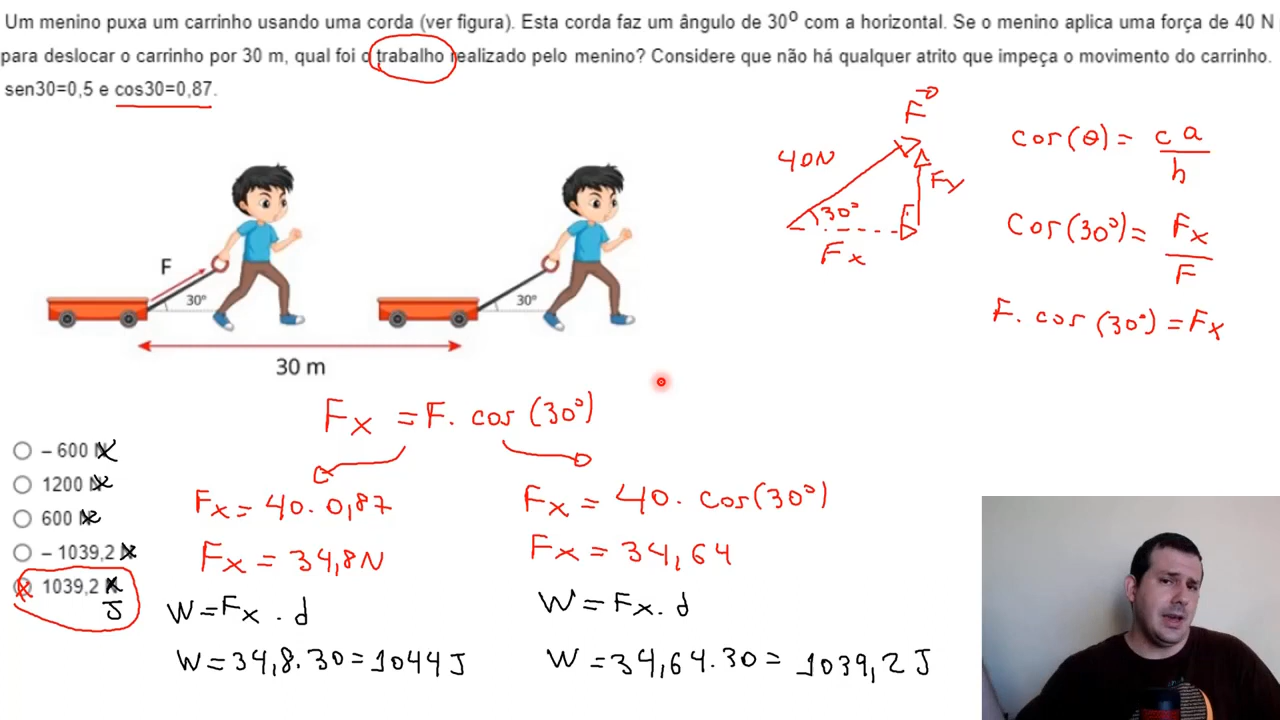 Um menino puxa um carrinho usando uma corda (ver figura). Esta corda faz um ângulo de 30º com a horizontal. Se o menino aplica uma força de 40 N
para deslocar o carrinho por 30 m, qual foi o trabalho realizado pelo menino? Considere que não há qualquer atrito que impeça o movimento do carrinho.
sen30=0,5 e cos30=0,87.
F
40N
Fy
30°
Fx
cos(θ) = ca/h
cos(30°) = Fx/F
F. cos(30°) = Fx
F
30°
30°
30 m
Fx = F. cos(30°)
– 600 N
1200 N
600 N
– 1039,2 N
1039,2 N
J
Fx = 40. 0,87
Fx = 34,8N
W = Fx . d
W = 34,8.30 = 1044 J
Fx = 40. cos(30°)
Fx = 34,64
W = Fx. d
W = 34,64.30 = 1039,2 J